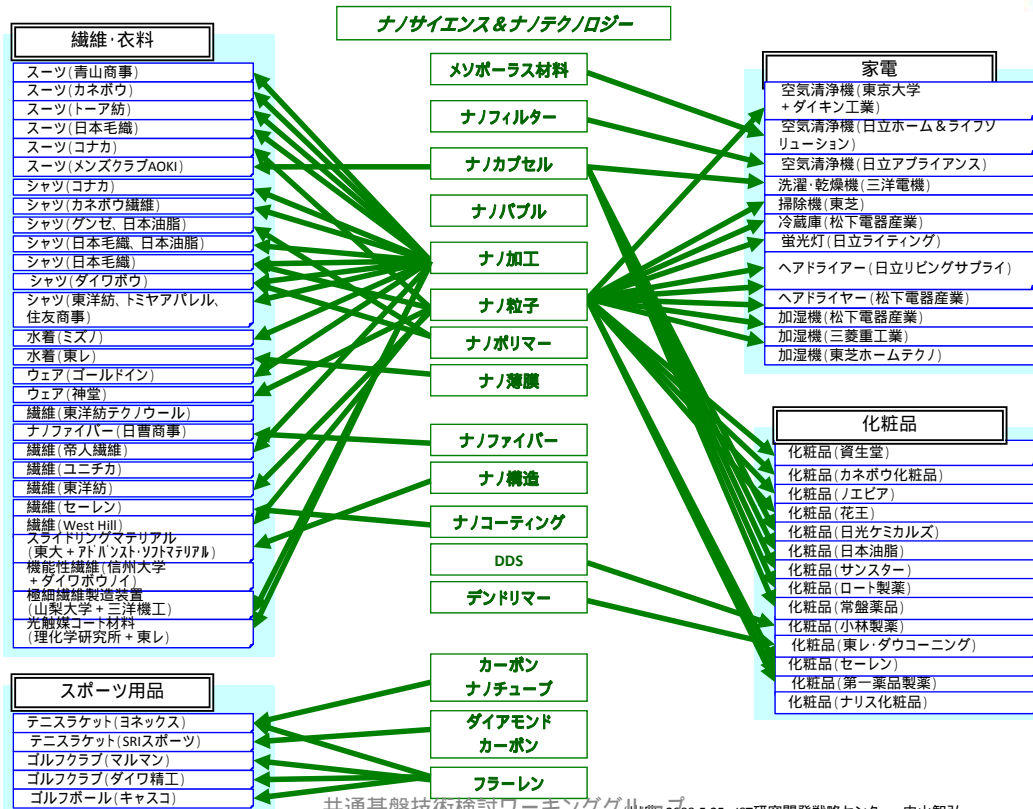 ナノサイエンス＆ナノテクノロジー
繊維・衣料
スーツ(青山商事)
スーツ(カネボウ)
スーツ(トーア紡)
スーツ(日本毛織)
スーツ(コナカ)
スーツ(メンズクラブAOKI)
シャツ(コナカ)
シャツ(カネボウ繊維)
シャツ(グンゼ、日本油脂)
シャツ(日本毛織、日本油脂)
シャツ(日本毛織)
シャツ(ダイワボウ)
シャツ(東洋紡、トミヤアパレル、
住友商事)
水着(ミズノ)
水着(東レ)
ウェア(ゴールドイン)
ウェア(神堂)
繊維(東洋紡テクノウール)
ナノファイバー(日曹商事)
繊維(帝人繊維)
繊維(ユニチカ)
繊維(東洋紡)
繊維(セーレン)
繊維(West Hill)
スライドリングマテリアル
(東大＋アドバンスト・ソフトマテリアル)
機能性繊維(信州大学
＋ダイワボウノイ)
極細繊維製造装置
(山梨大学＋三洋機工)
光触媒コート材料
(理化学研究所＋東レ)
スポーツ用品
テニスラケット(ヨネックス)
テニスラケット(SRIスポーツ)
ゴルフクラブ(マルマン)
ゴルフクラブ(ダイワ精工)
ゴルフボール(キャスコ)
メソポーラス材料
ナノフィルター
ナノカプセル
ナノバブル
ナノ加工
ナノ粒子
ナノポリマー
ナノ薄膜
ナノファイバー
ナノ構造
ナノコーティング
DDS
デンドリマー
カーボン
ナノチューブ
ダイアモンド
カーボン
フラーレン
家電
空気清浄機(東京大学
＋ダイキン工業)
空気清浄機(日立ホーム＆ライフソ
リューション)
空気清浄機(日立アプライアンス)
洗濯・乾燥機(三洋電機)
掃除機(東芝)
冷蔵庫(松下電器産業)
蛍光灯(日立ライティング)
ヘアドライアー(日立リビングサプライ)
ヘアドライヤー(松下電器産業)
加湿機(松下電器産業)
加湿機(三菱重工業)
加湿機(東芝ホームテクノ)
化粧品
化粧品(資生堂)
化粧品(カネボウ化粧品)
化粧品(ノエビア)
化粧品(花王)
化粧品(日光ケミカルズ)
化粧品(日本油脂)
化粧品(サンスター)
化粧品(ロート製薬)
化粧品(常盤薬品)
化粧品(小林製薬)
化粧品(東レ・ダウコーニング)
化粧品(セーレン)
化粧品(第一薬品製薬)
化粧品(ナリス化粧品)
共通基盤技術検討ワーキンググループ